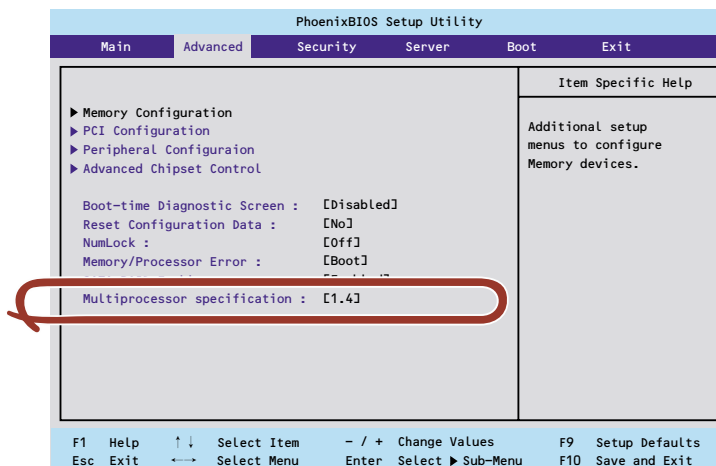 PhoenixBIOS Setup Utility
Main Advanced Security Server Boot Exit
Item Specific Help
▶ Memory Configuration
▶ PCI Configuration
▶ Peripheral Configuraion
▶ Advanced Chipset Control
Additional setup
menus to configure
Memory devices.
Boot-time Diagnostic Screen : [Disabled]
Reset Configuration Data : [No]
NumLock : [Off]
Memory/Processor Error : [Boot]
Multiprocessor specification : [1.4]
F1 Help ↑↓ Select Item - / + Change Values F9 Setup Defaults
Esc Exit ←→ Select Menu Enter Select ▶ Sub-Menu F10 Save and Exit